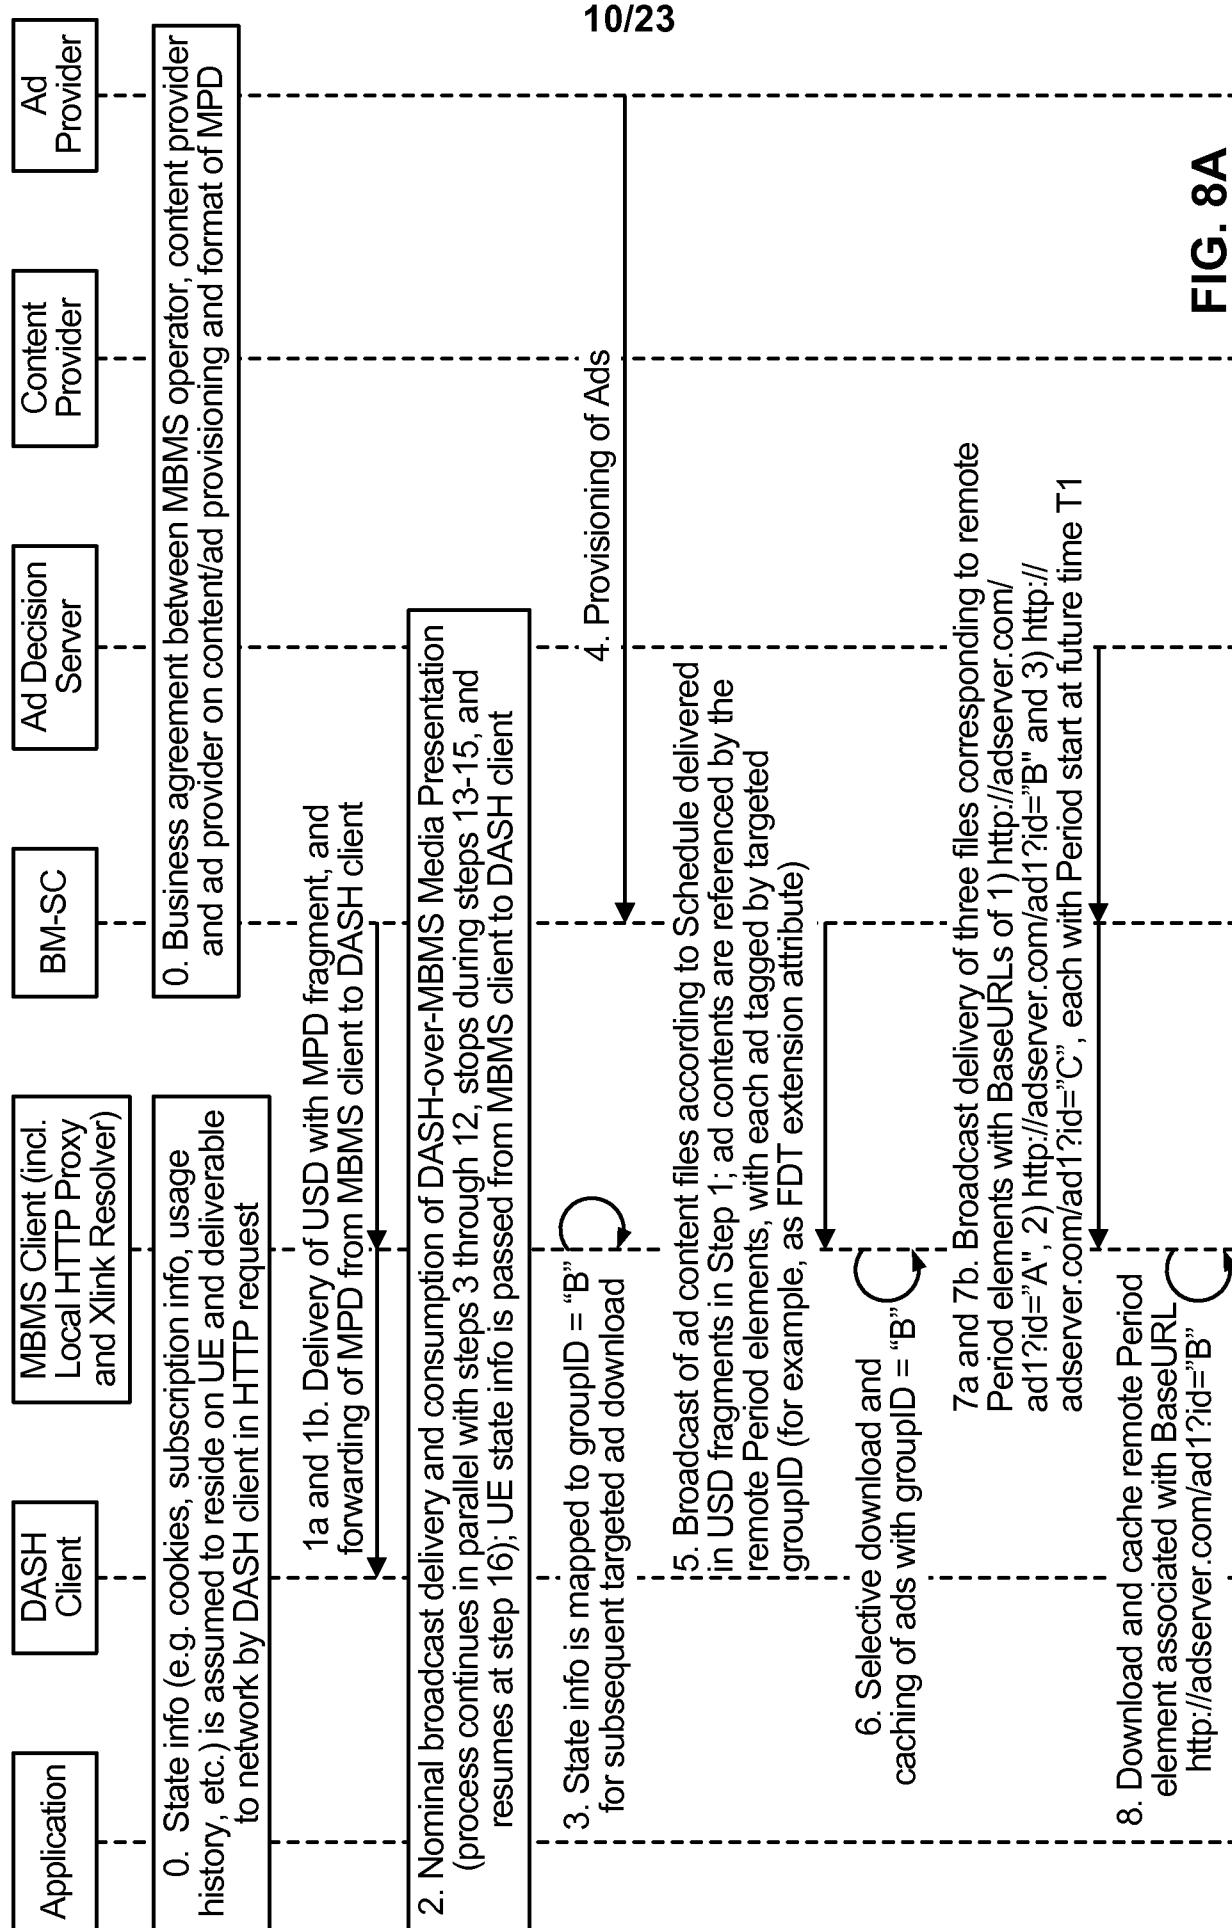 10/23
Application
DASH
Client
MBMS Client (incl.
Local HTTP Proxy
and Xlink Resolver)
BM-SC
Ad Decision
Server
Content
Provider
Ad
Provider
0. State info (e.g. cookies, subscription info, usage
history, etc.) is assumed to reside on UE and deliverable
to network by DASH client in HTTP request
0. Business agreement between MBMS operator, content provider
and ad provider on content/ad provisioning and format of MPD
1a and 1b. Delivery of USD with MPD fragment, and
forwarding of MPD from MBMS client to DASH client
2. Nominal broadcast delivery and consumption of DASH-over-MBMS Media Presentation
(process continues in parallel with steps 3 through 12, stops during steps 13-15, and
resumes at step 16); UE state info is passed from MBMS client to DASH client
3. State info is mapped to groupID = “B”
for subsequent targeted ad download
4. Provisioning of Ads
5. Broadcast of ad content files according to Schedule delivered
in USD fragments in Step 1; ad contents are referenced by the
remote Period elements, with each ad tagged by targeted
groupID (for example, as FDT extension attribute)
6. Selective download and
caching of ads with groupID = “B”
7a and 7b. Broadcast delivery of three files corresponding to remote
Period elements with BaseURLs of 1) http://adserver.com/
ad1?id=”A”, 2) http://adserver.com/ad1?id=”B" and 3) http://
adserver.com/ad1?id=”C”, each with Period start at future time T1
8. Download and cache remote Period
element associated with BaseURL
http://adserver.com/ad1?id=”B”
FIG. 8A